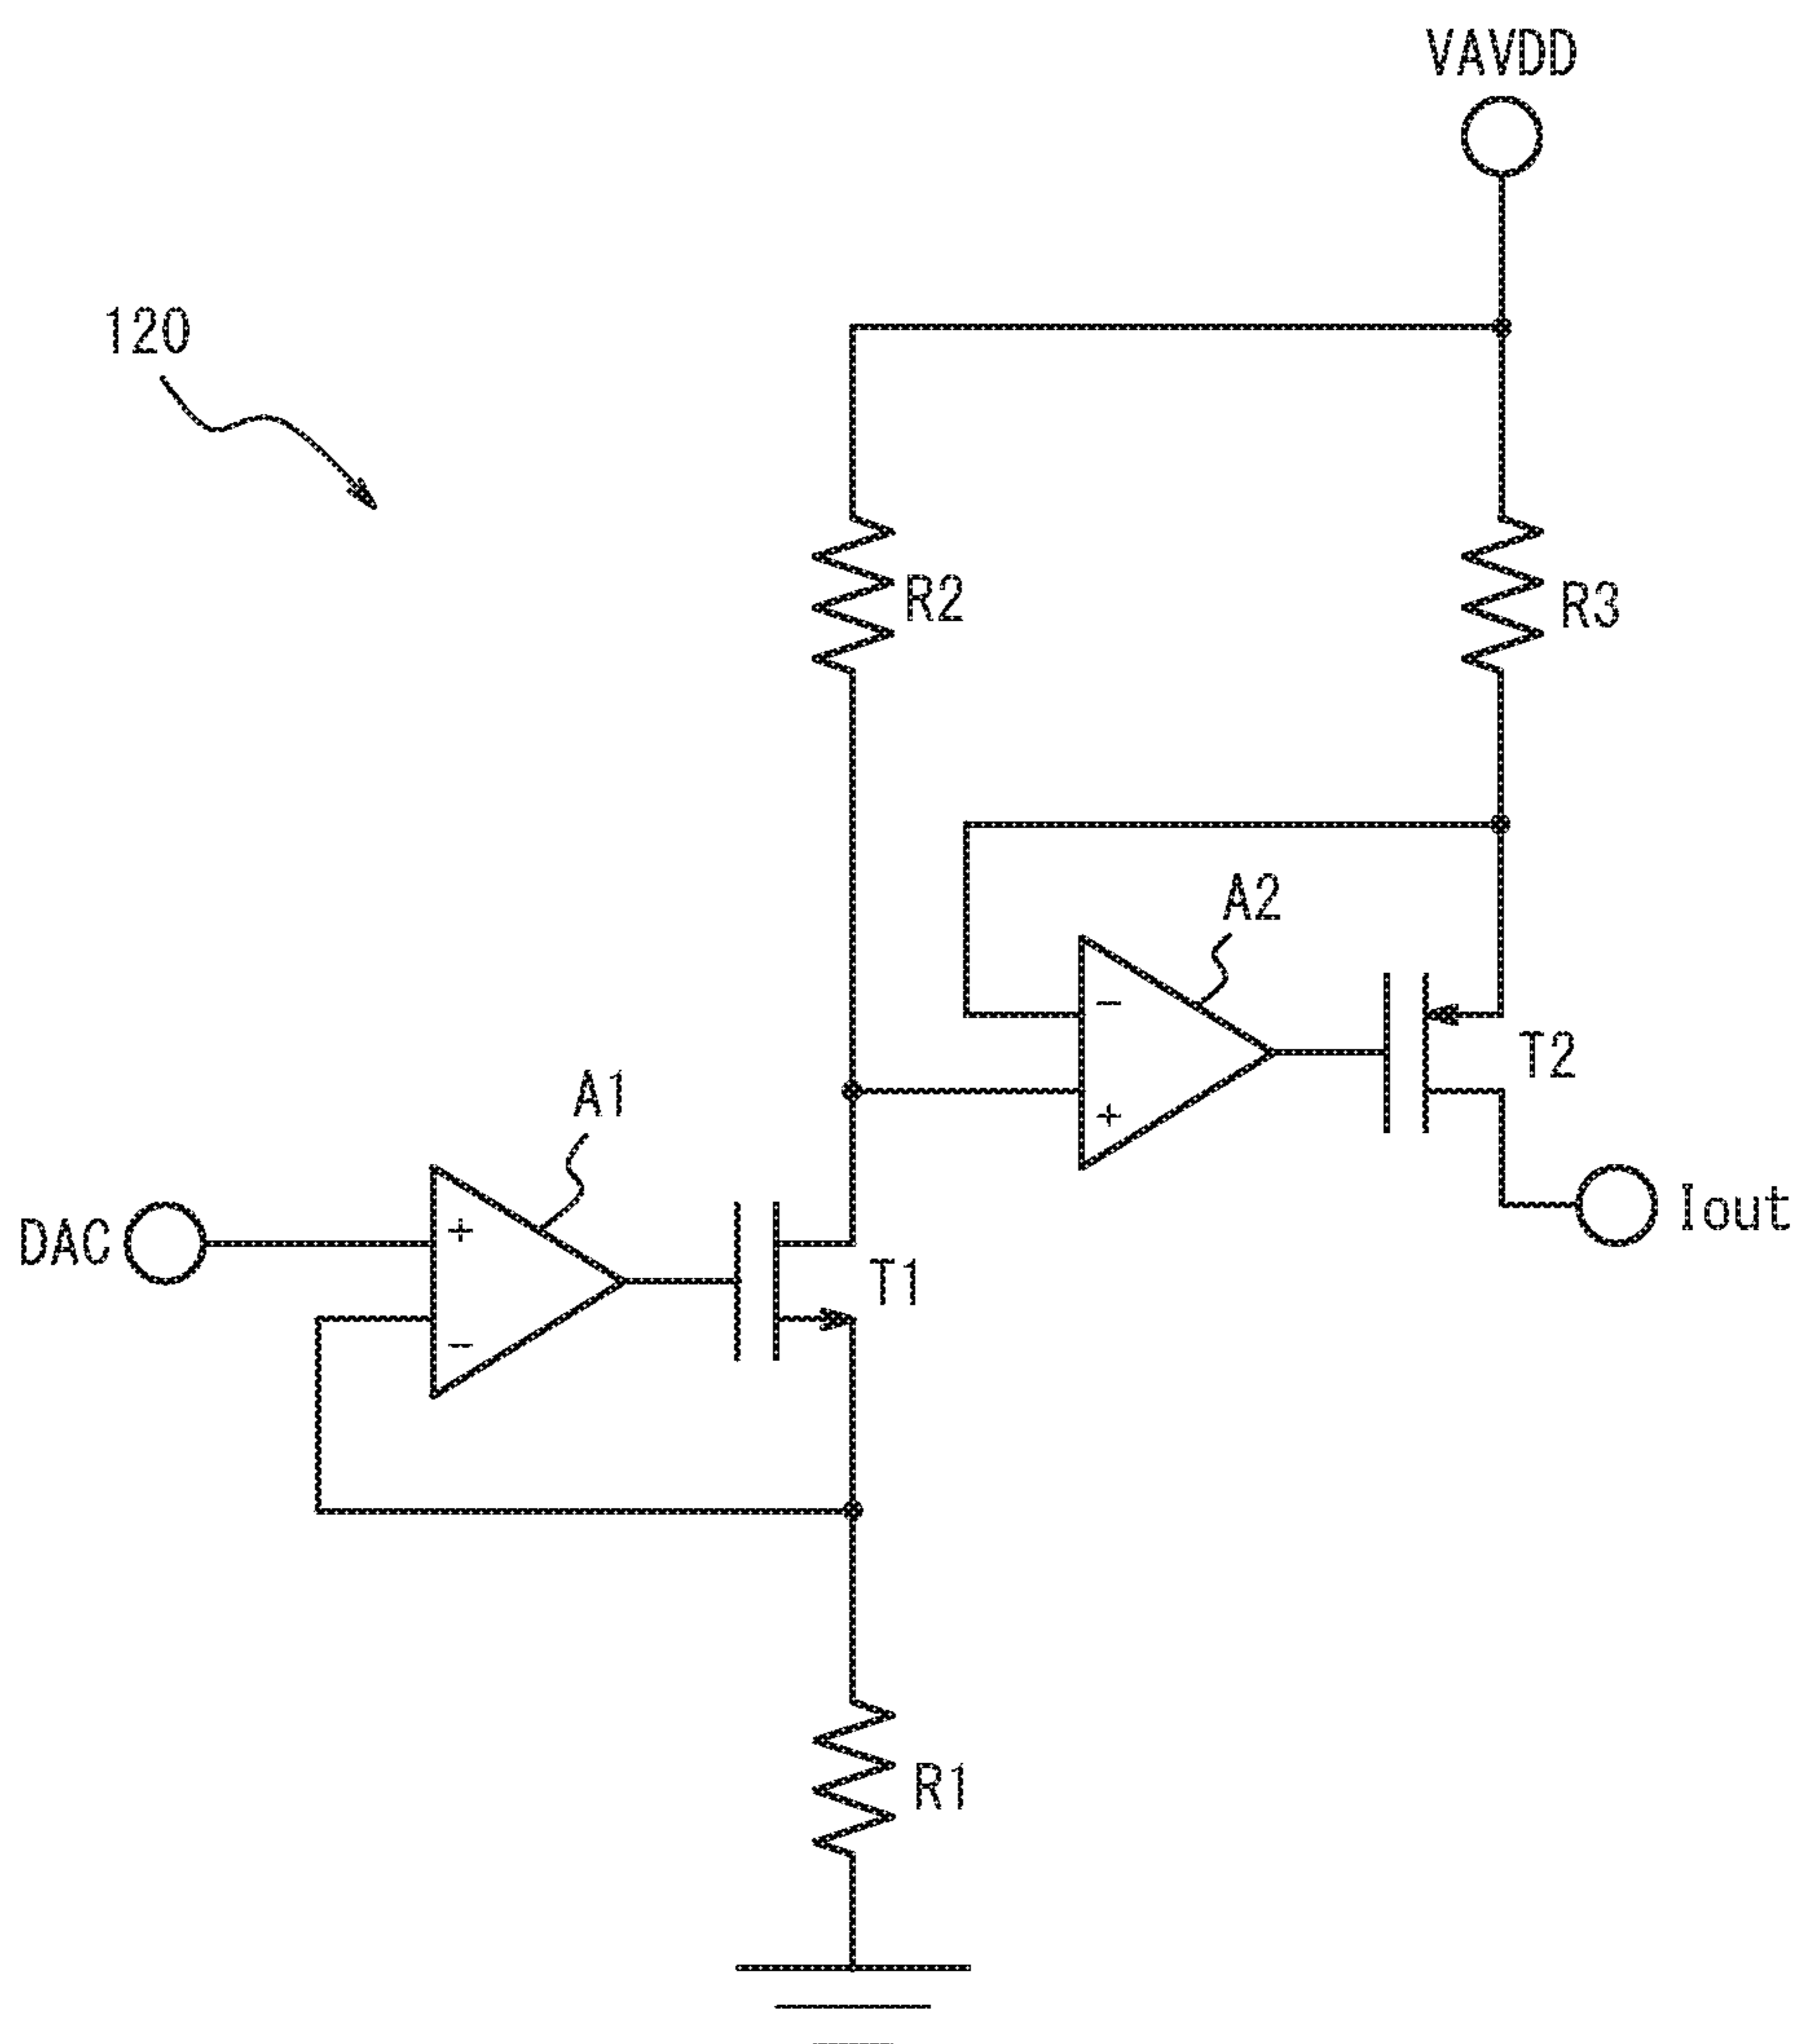 VAVDD
120
R2
R3
A2
-
+
T2
A1
DAC
+
-
T1
Iout
R1